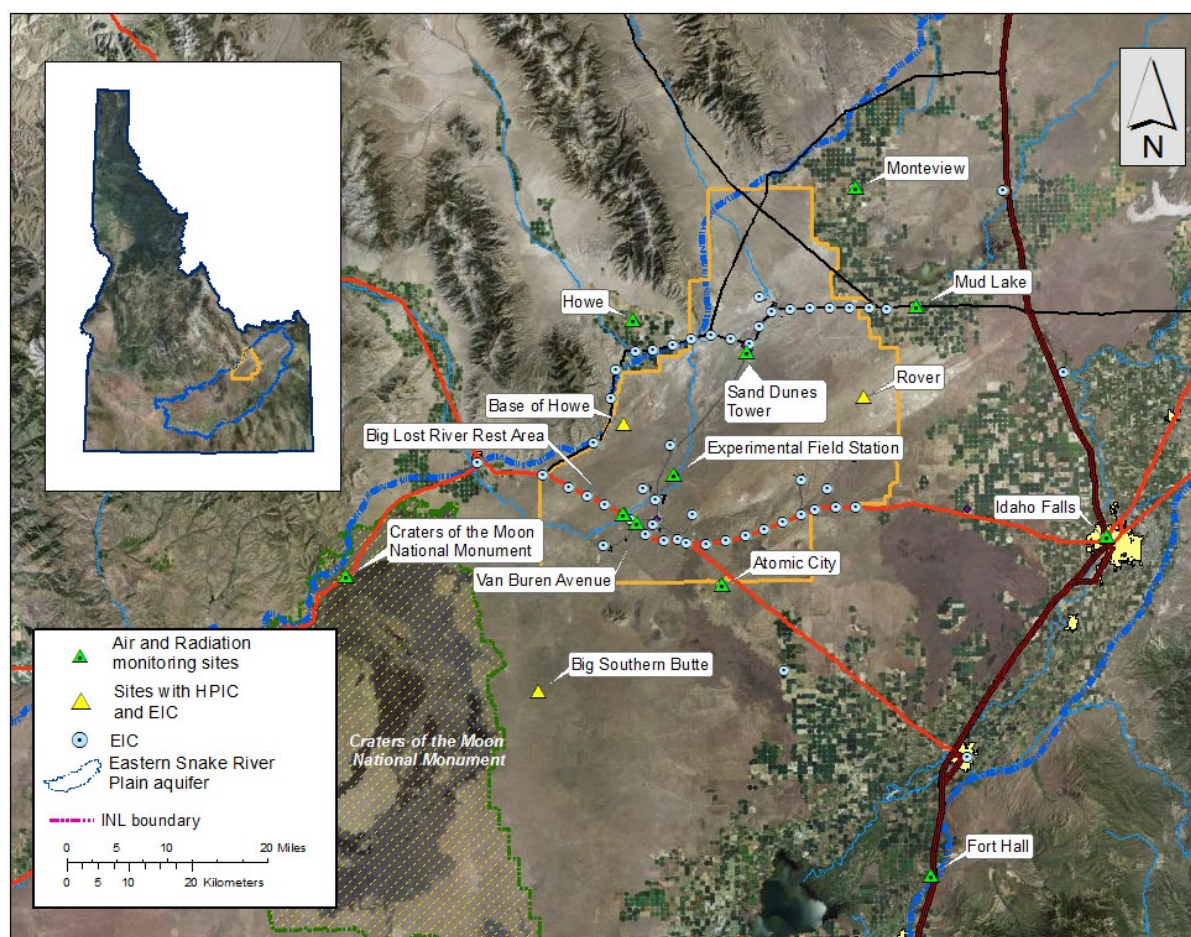 N
Monteview
Mud Lake
Howe
Rover
Sand Dunes
Tower
Base of Howe
Big Lost River Rest Area
Experimental Field Station
Idaho Falls
Craters of the Moon
National Monument
Van Buren Avenue
Atomic City
Big Southern Butte
Craters of the Moon
National Monument
Fort Hall
Air and Radiation
monitoring sites
Sites with HPIC
and EIC
EIC
Eastern Snake River
Plain aquifer
INL boundary
0 5 10 20 Miles
0 5 10 20 Kilometers